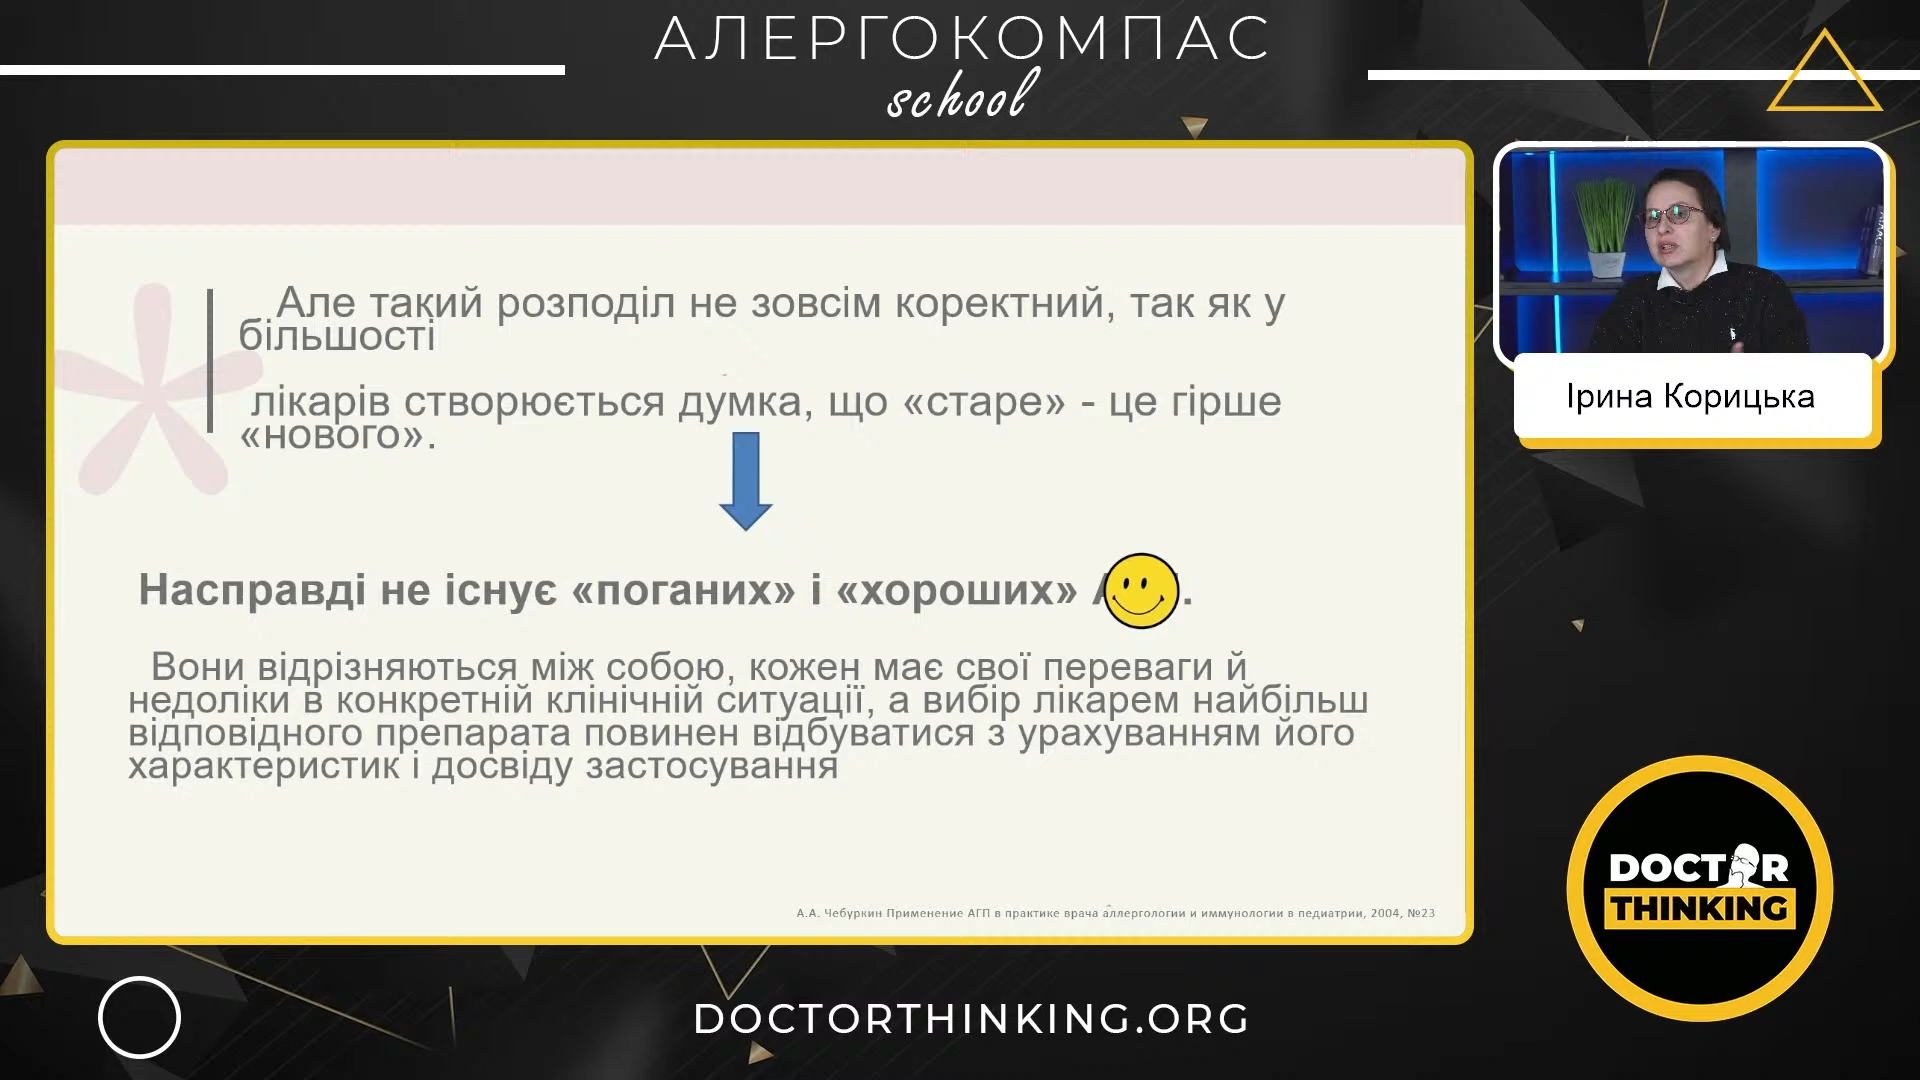 АЛЕРГОКОМПАС
school
Але такий розподіл не зовсім коректний, так як у
більшості
лікарів створюється думка, що «старе» - це гірше
«нового».
Насправді не існує «поганих» і «хороших»
Вони відрізняються між собою, кожен має свої переваги й
недоліки в конкретній клінічній ситуації, а вибір лікарем найбільш
відповідного препарата повинен відбуватися з урахуванням його
характеристик і досвіду застосування
А.А. Чебуркин Применение АГП в практике врача аллергологии и иммунологии в педиатрии, 2004, №23
Ірина Корицька
DOCTOR
THINKING
DOCTORTHINKING.ORG